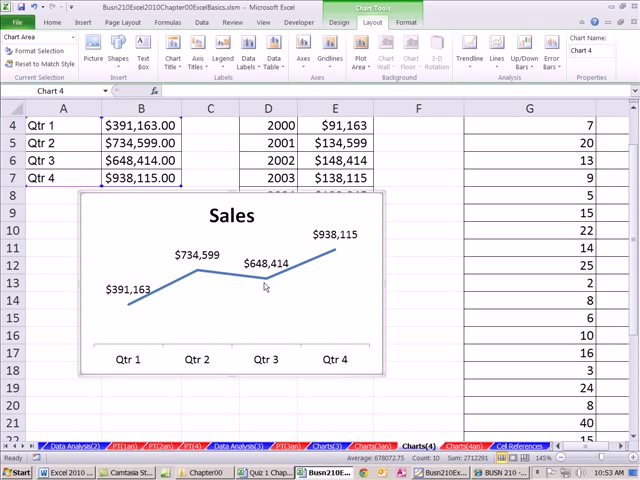 Busn210Excel2010Chapter00ExcelBasics.xlsm - Microsoft Excel
Chart Tools
File Home Insert Page Layout Formulas Data Review View Developer Design Layout Format
Chart Area
Format Selection
Reset to Match Style
Current Selection
Picture Shapes Text Box
Insert
Chart Title Axis Titles Legend Data Labels Data Table
Labels
Axes Gridlines
Axes
Plot Area Chart Wall Chart Floor 3-D Rotation
Background
Trendline Lines Up/Down Bars Error Bars
Analysis
Chart Name:
Chart 4
Properties
Chart 4 fx
A B C D E F G
4 Qtr 1 $391,163.00 2000 $91,163 7
5 Qtr 2 $734,599.00 2001 $134,599 20
6 Qtr 3 $648,414.00 2002 $148,414 13
7 Qtr 4 $938,115.00 2003 $138,115 9
8 5
9 15
10 22
11 14
12 25
13 2
14 8
15 6
16 10
17 16
18 3
19 24
20 8
21 40
22 15
Sales
$938,115
$734,599
$648,414
$391,163
Qtr 1 Qtr 2 Qtr 3 Qtr 4
Data Analysis(2) PT(1an) PT(2an) PT(4) Data Analysis(3) PT(3an) Charts(3) Charts(3an) Charts(4) Charts(4an) Cell References
Ready Average: 678072.75 Count: 10 Sum: 2712291 145%
Start Excel 2010 ... Camtasia St... Chapter00 Quiz 1 Chap... Busn210E... Busn210Ex... BUSN 210 -... 10:53 AM